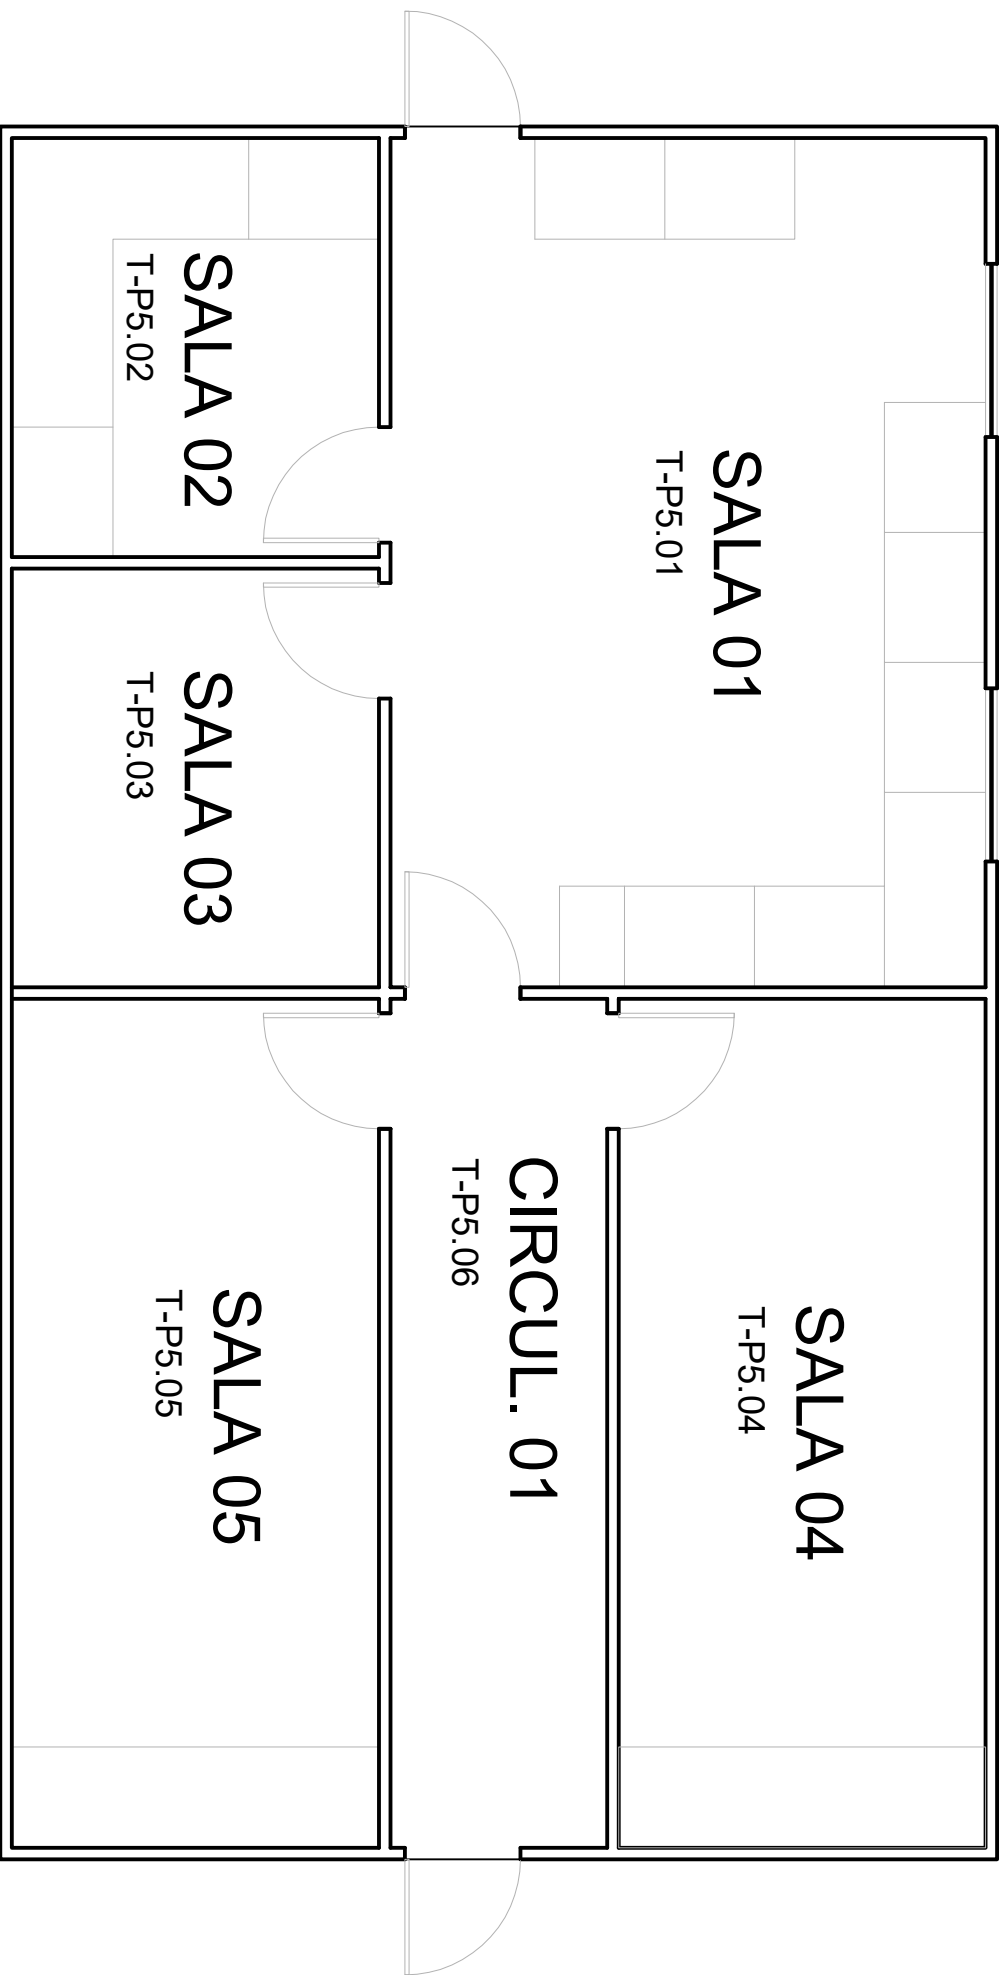 SALA 01
T-P5.01
SALA 02
T-P5.02
SALA 03
T-P5.03
SALA 04
T-P5.04
CIRCUL. 01
T-P5.06
SALA 05
T-P5.05